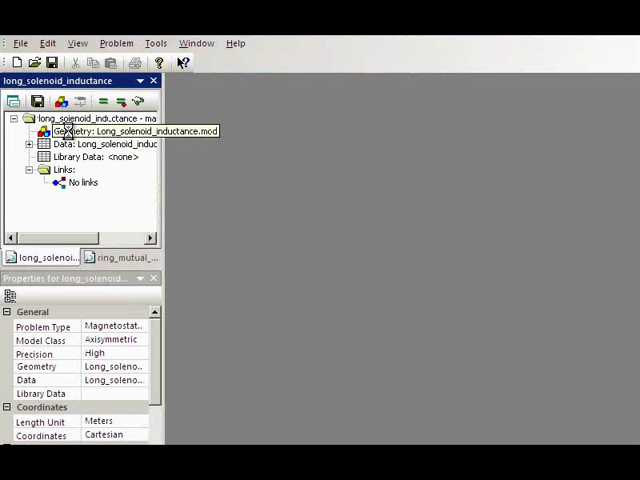 File Edit View Problem Tools Window Help
long_solenoid_inductance
long_solenoid_inductance - ma
Geometry: Long_solenoid_inductance.mod
Data: Long_solenoid_induc
Library Data: <none>
Links:
No links
long_solenoi... ring_mutual_...
Properties for long_solenoid...
General
Problem Type Magnetostat...
Model Class Axisymmetric
Precision High
Geometry Long_soleno...
Data Long_soleno...
Library Data
Coordinates
Length Unit Meters
Coordinates Cartesian